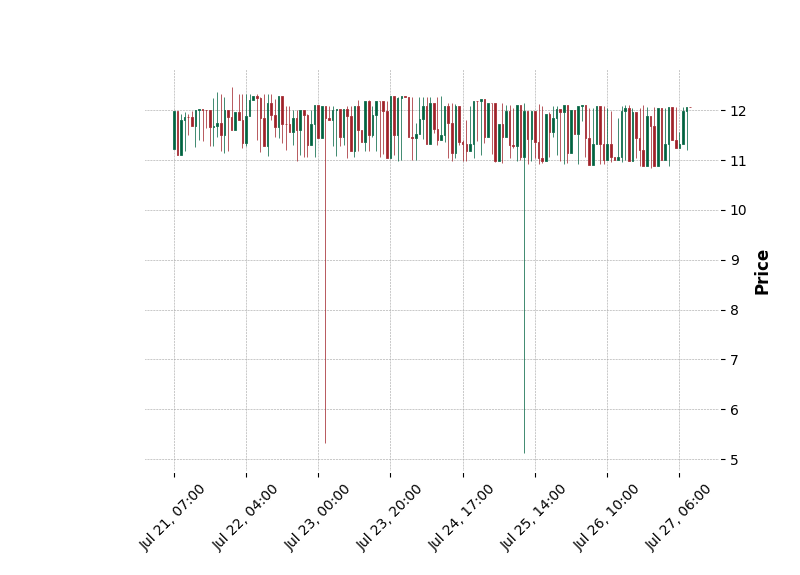 12
11
10
9
8
7
6
5
Price
Jul 21, 07:00
Jul 22, 04:00
Jul 23, 00:00
Jul 23, 20:00
Jul 24, 17:00
Jul 25, 14:00
Jul 26, 10:00
Jul 27, 06:00